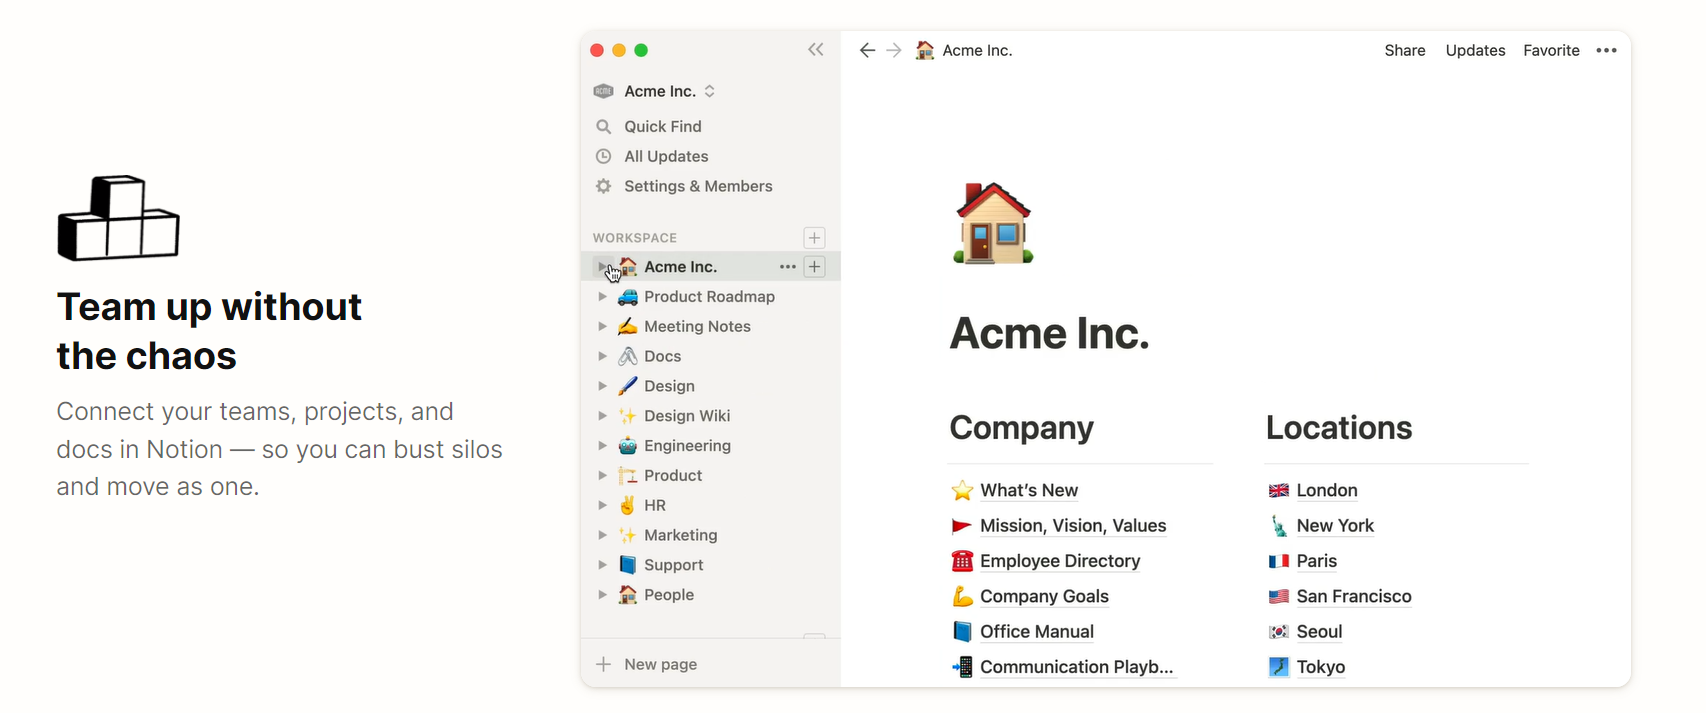 Team up without
the chaos
Connect your teams, projects, and
docs in Notion — so you can bust silos
and move as one.
ACME
Acme Inc.
Quick Find
All Updates
Settings & Members
WORKSPACE
Acme Inc.
Product Roadmap
Meeting Notes
Docs
Design
Design Wiki
Engineering
Product
HR
Marketing
Support
People
New page
Acme Inc.
Share Updates Favorite
Acme Inc.
Company
What’s New
Mission, Vision, Values
Employee Directory
Company Goals
Office Manual
Communication Playb...
Locations
London
New York
Paris
San Francisco
Seoul
Tokyo